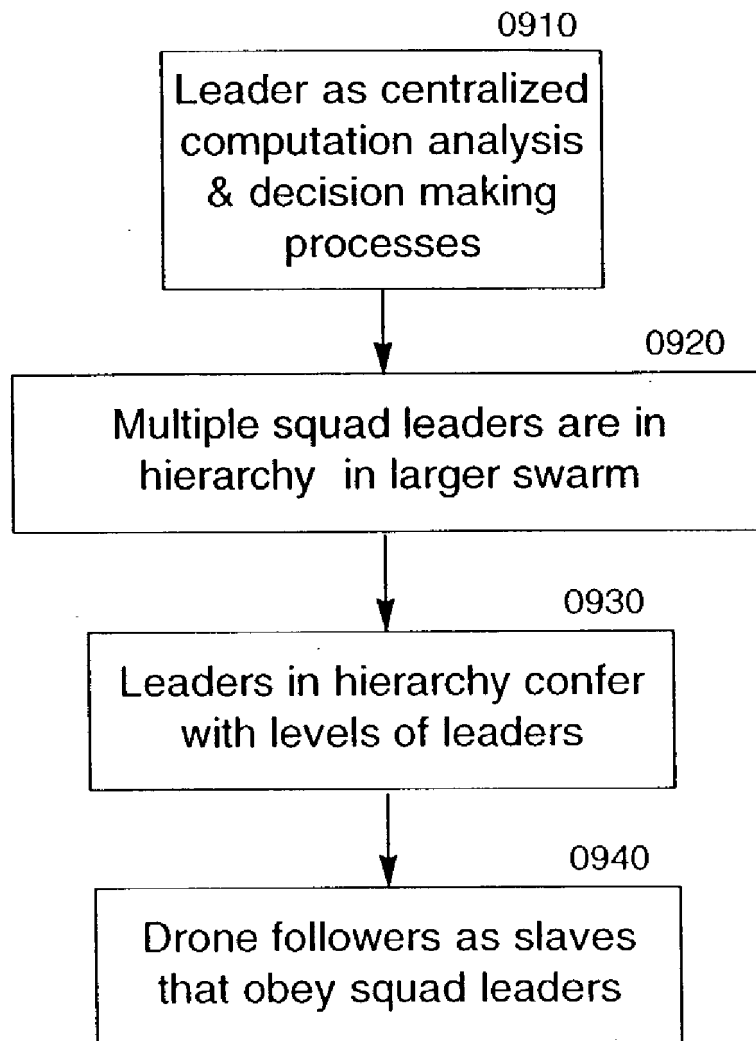 0910
Leader as centralized
computation analysis
& decision making
processes
0920
Multiple squad leaders are in
hierarchy in larger swarm
0930
Leaders in hierarchy confer
with levels of leaders
0940
Drone followers as slaves
that obey squad leaders